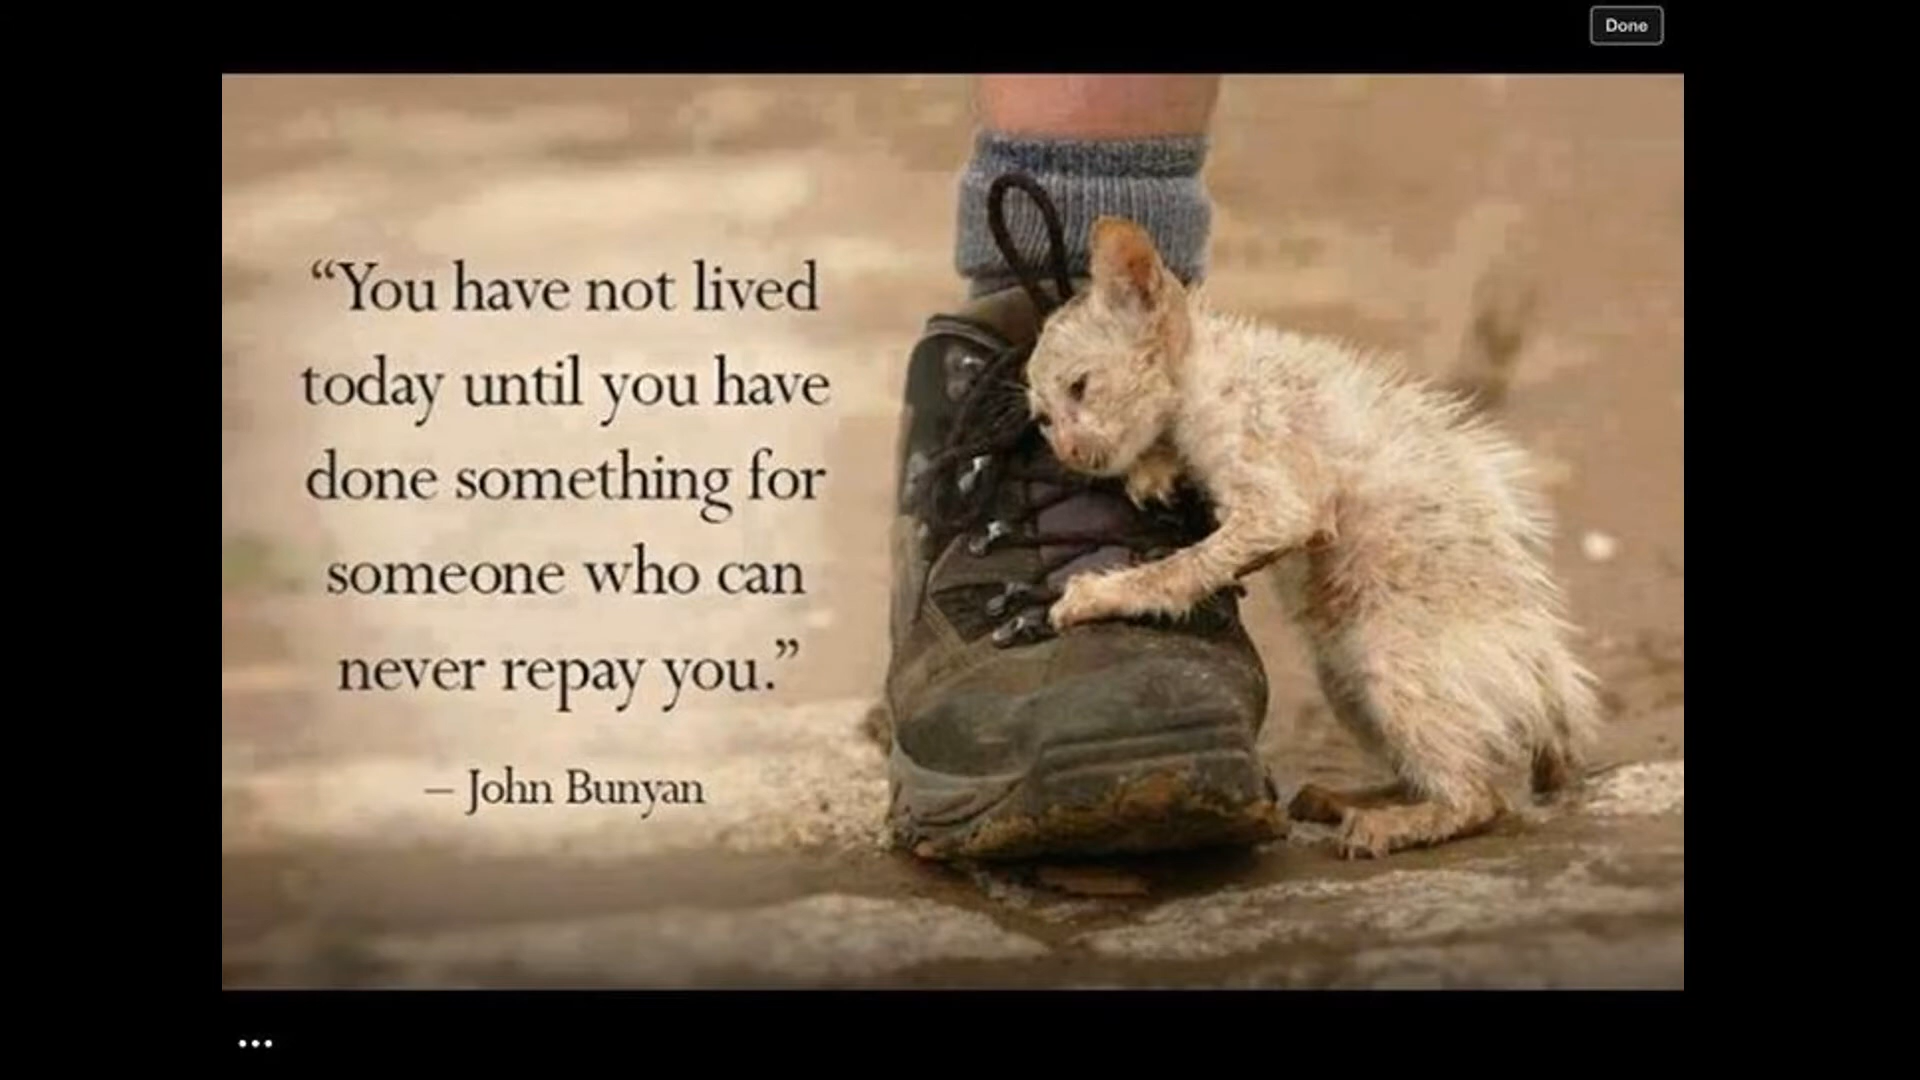 Done
“You have not lived
today until you have
done something for
someone who can
never repay you.”
– John Bunyan